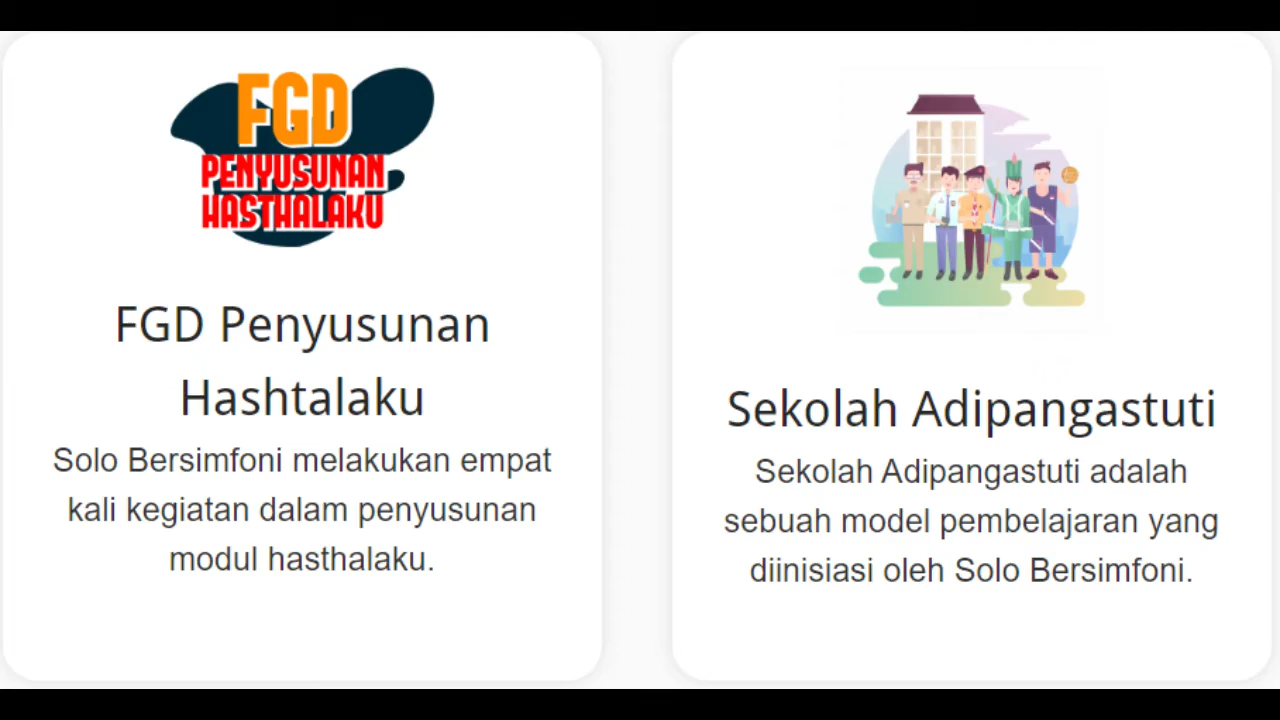 FGD
PENYUSUNAN
HASTHALAKU
FGD Penyusunan
Hashtalaku
Solo Bersimfoni melakukan empat
kali kegiatan dalam penyusunan
modul hasthalaku.
Sekolah Adipangastuti
Sekolah Adipangastuti adalah
sebuah model pembelajaran yang
diinisiasi oleh Solo Bersimfoni.